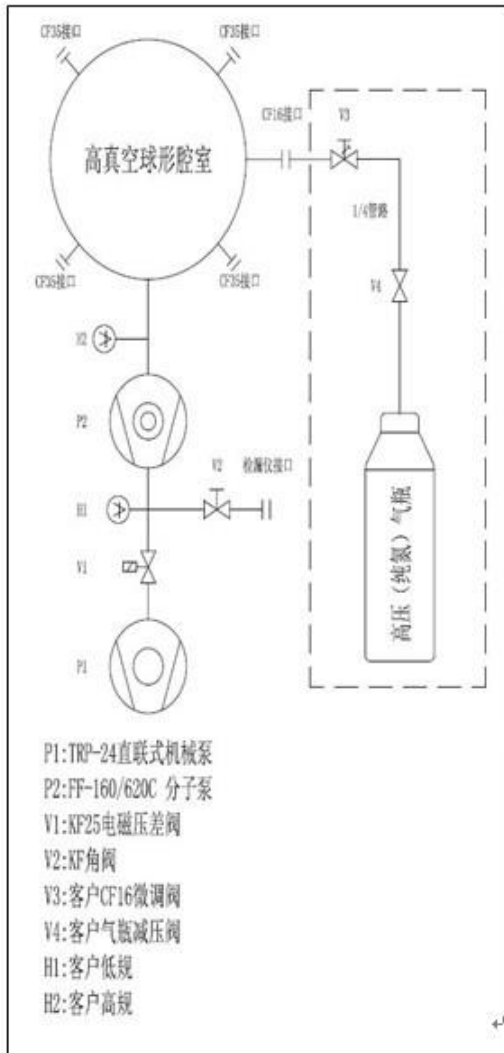 CF35接口
CF35接口
CF16接口
V3
高真空球形腔室
1/4管路
CF35接口
CF35接口
V4
H2
P2
V2
检漏仪接口
H1
V1
高压（纯氮）气瓶
P1
P1:TRP-24直联式机械泵
P2:FF-160/620C 分子泵
V1:KF25电磁压差阀
V2:KF角阀
V3:客户CF16微调阀
V4:客户气瓶减压阀
H1:客户低规
H2:客户高规